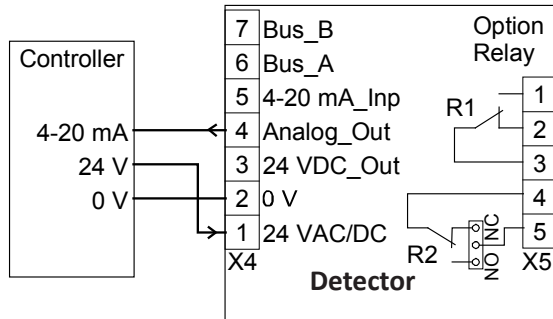 Controller
4-20 mA
24 V
0 V
7 Bus_B
6 Bus_A
5 4-20 mA_Inp
4 Analog_Out
3 24 VDC_Out
2 0 V
1 24 VAC/DC
X4
Detector
Option
Relay
R1
1
2
3
4
5
R2
NC
NO
X5